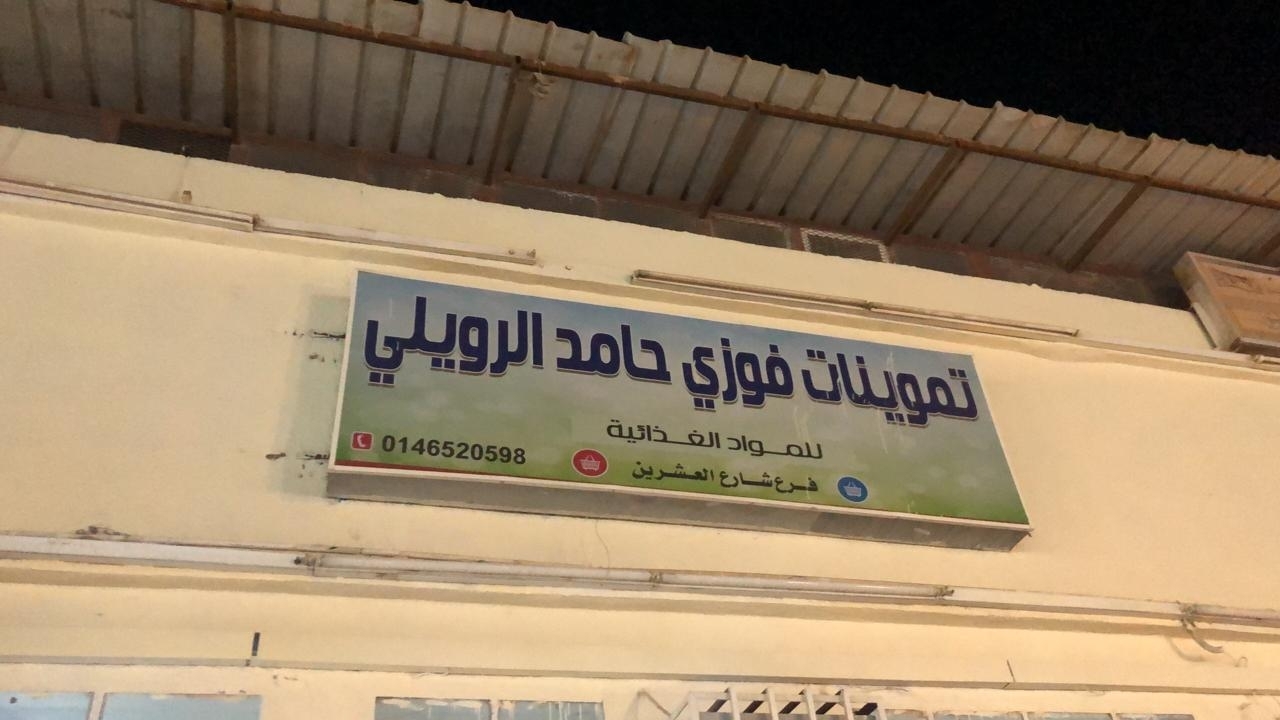 تموينات فوزي حامد الرويلي
للمواد الغذائية
فرع شارع العشرين
0146520598